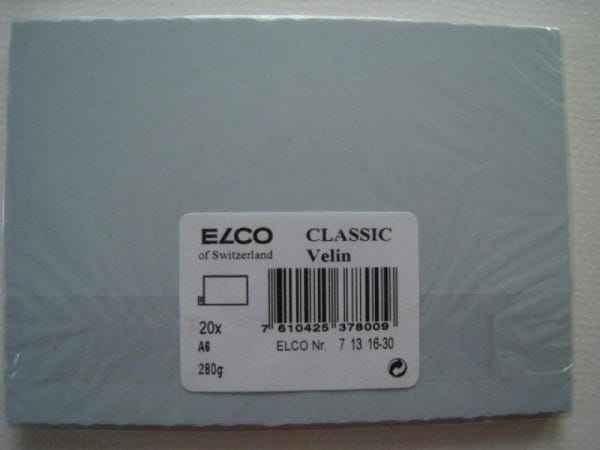 ELCO CLASSIC
of Switzerland Velin
20x 7 610425 378009
A6 ELCO Nr. 7 13 16-30
280g